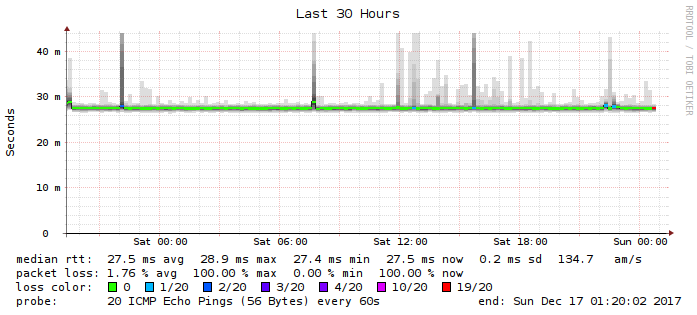 Last 30 Hours
RRDTOOL / TOBI OETIKER
Seconds
40 m
30 m
20 m
10 m
0
Sat 00:00 Sat 06:00 Sat 12:00 Sat 18:00 Sun 00:00
median rtt: 27.5 ms avg 28.9 ms max 27.4 ms min 27.5 ms now 0.2 ms sd 134.7 am/s
packet loss: 1.76 % avg 100.00 % max 0.00 % min 100.00 % now
loss color: 0 1/20 2/20 3/20 4/20 10/20 19/20
probe: 20 ICMP Echo Pings (56 Bytes) every 60s end: Sun Dec 17 01:20:02 2017